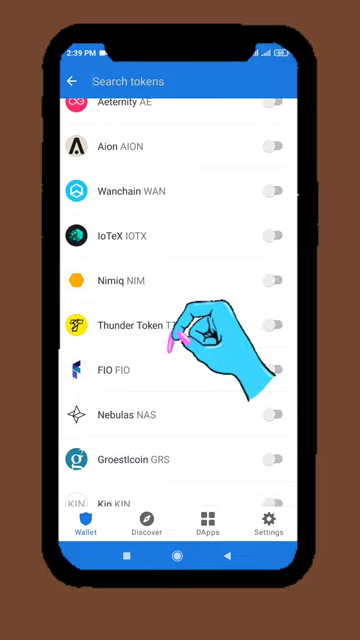 2:39 PM
Search tokens
Aeternity AE
Aion AION
Wanchain WAN
IoTeX IOTX
Nimiq NIM
Thunder Token
FIO FIO
Nebulas NAS
Groestlcoin GRS
KIN Kin KIN
Wallet Discover DApps Settings